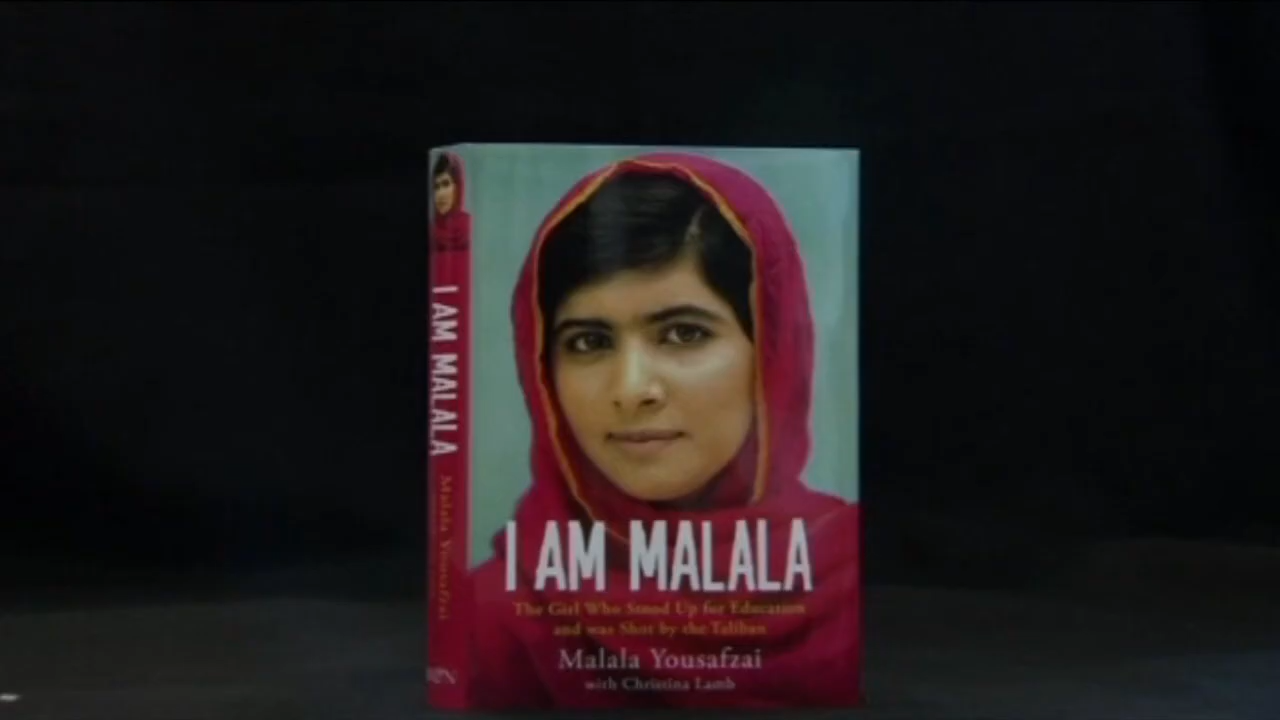 I AM MALALA
Malala Yousafzai
I AM MALALA
The Girl Who Stood Up for Education
and was Shot by the Taliban
Malala Yousafzai
with Christina Lamb